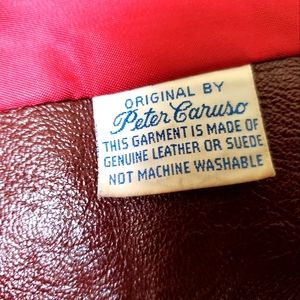 ORIGINAL BY
Peter Caruso
THIS GARMENT IS MADE OF
GENUINE LEATHER OR SUEDE
NOT MACHINE WASHABLE